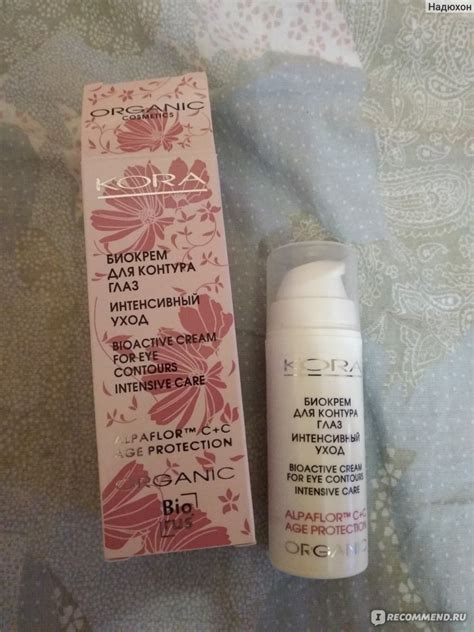 Надюхон
ORGANIC
COSMETICS
KORA
БИОКРЕМ
ДЛЯ КОНТУРА
ГЛАЗ
ИНТЕНСИВНЫЙ
УХОД
BIOACTIVE CREAM
FOR EYE
CONTOURS
INTENSIVE CARE
ALPAFLOR™ C+C
AGE PROTECTION
ORGANIC
Bio
rus
KORA
БИОКРЕМ
ДЛЯ КОНТУРА
ГЛАЗ
ИНТЕНСИВНЫЙ
УХОД
BIOACTIVE CREAM
FOR EYE CONTOURS
INTENSIVE CARE
ALPAFLOR™ C+C
AGE PROTECTION
ORGANIC
I RECOMMEND.RU